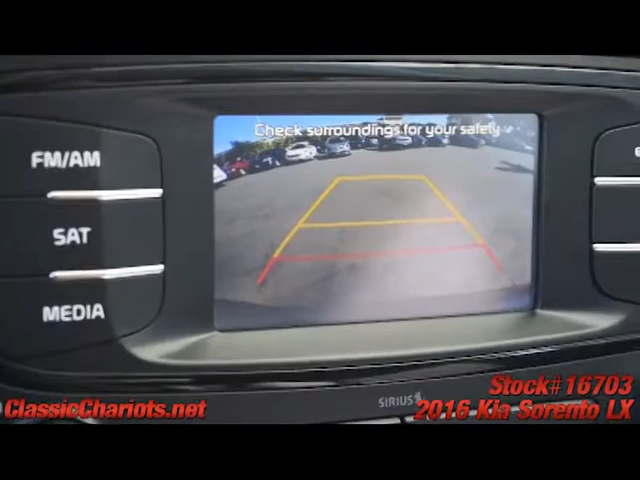 Check surroundings for your safety
FM/AM
SAT
MEDIA
SIRIUS
Stock# 16703
ClassicChariots.net
2016 Kia Sorento LX